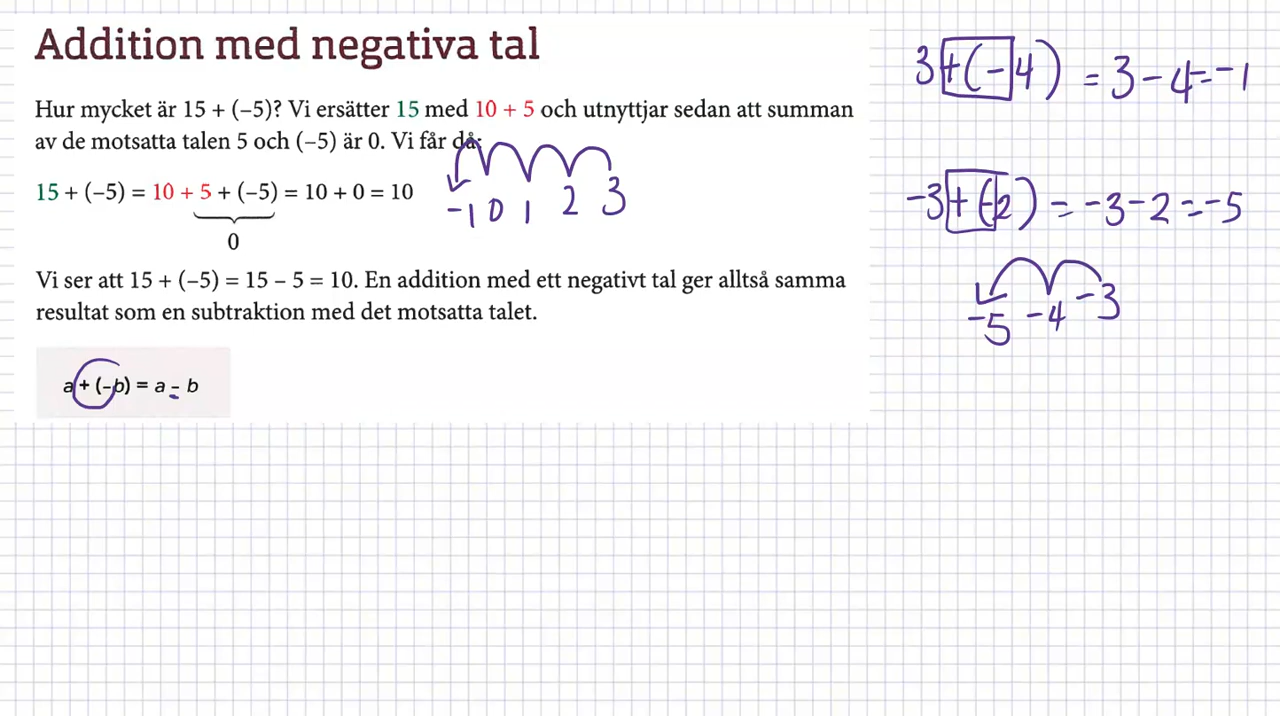 Addition med negativa tal
Hur mycket är 15 + (–5)? Vi ersätter 15 med 10 + 5 och utnyttjar sedan att summan
av de motsatta talen 5 och (–5) är 0. Vi får då:
15 + (–5) = 10 + 5 + (–5) = 10 + 0 = 10
0
-1 0 1 2 3
Vi ser att 15 + (–5) = 15 – 5 = 10. En addition med ett negativt tal ger alltså samma
resultat som en subtraktion med det motsatta talet.
a + (–b) = a – b
3+(-4) = 3-4=-1
-3+(-2) = -3-2=-5
-5 -4 -3